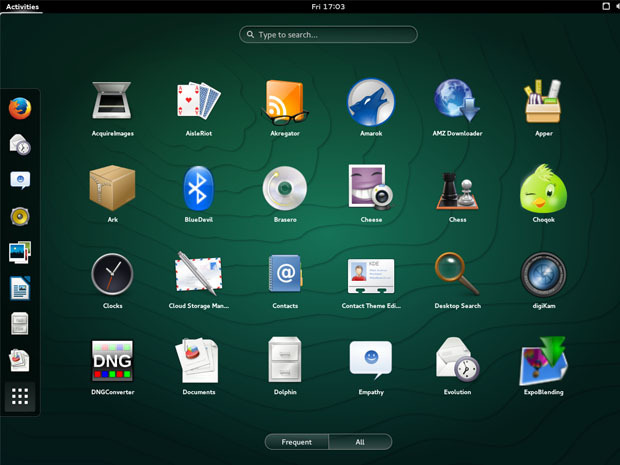 Activities
Fri 17:03
Type to search...
AcquireImages
AisleRiot
Akregator
Amarok
AMZ Downloader
Apper
Ark
BlueDevil
Brasero
Cheese
Chess
Choqok
Clocks
Cloud Storage Man...
Contacts
KDE
Contact Theme Edi...
Desktop Search
digiKam
DNG
DNGConverter
Documents
Dolphin
Empathy
Evolution
ExpoBlending
Frequent
All